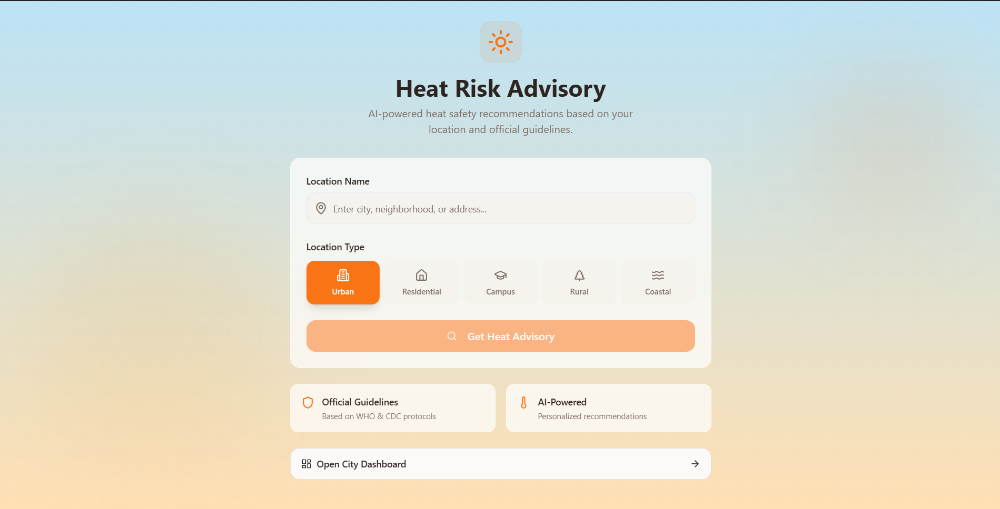 Heat Risk Advisory
AI-powered heat safety recommendations based on your
location and official guidelines.
Location Name
Enter city, neighborhood, or address...
Location Type
Urban
Residential
Campus
Rural
Coastal
Get Heat Advisory
Official Guidelines
Based on WHO & CDC protocols
AI-Powered
Personalized recommendations
Open City Dashboard